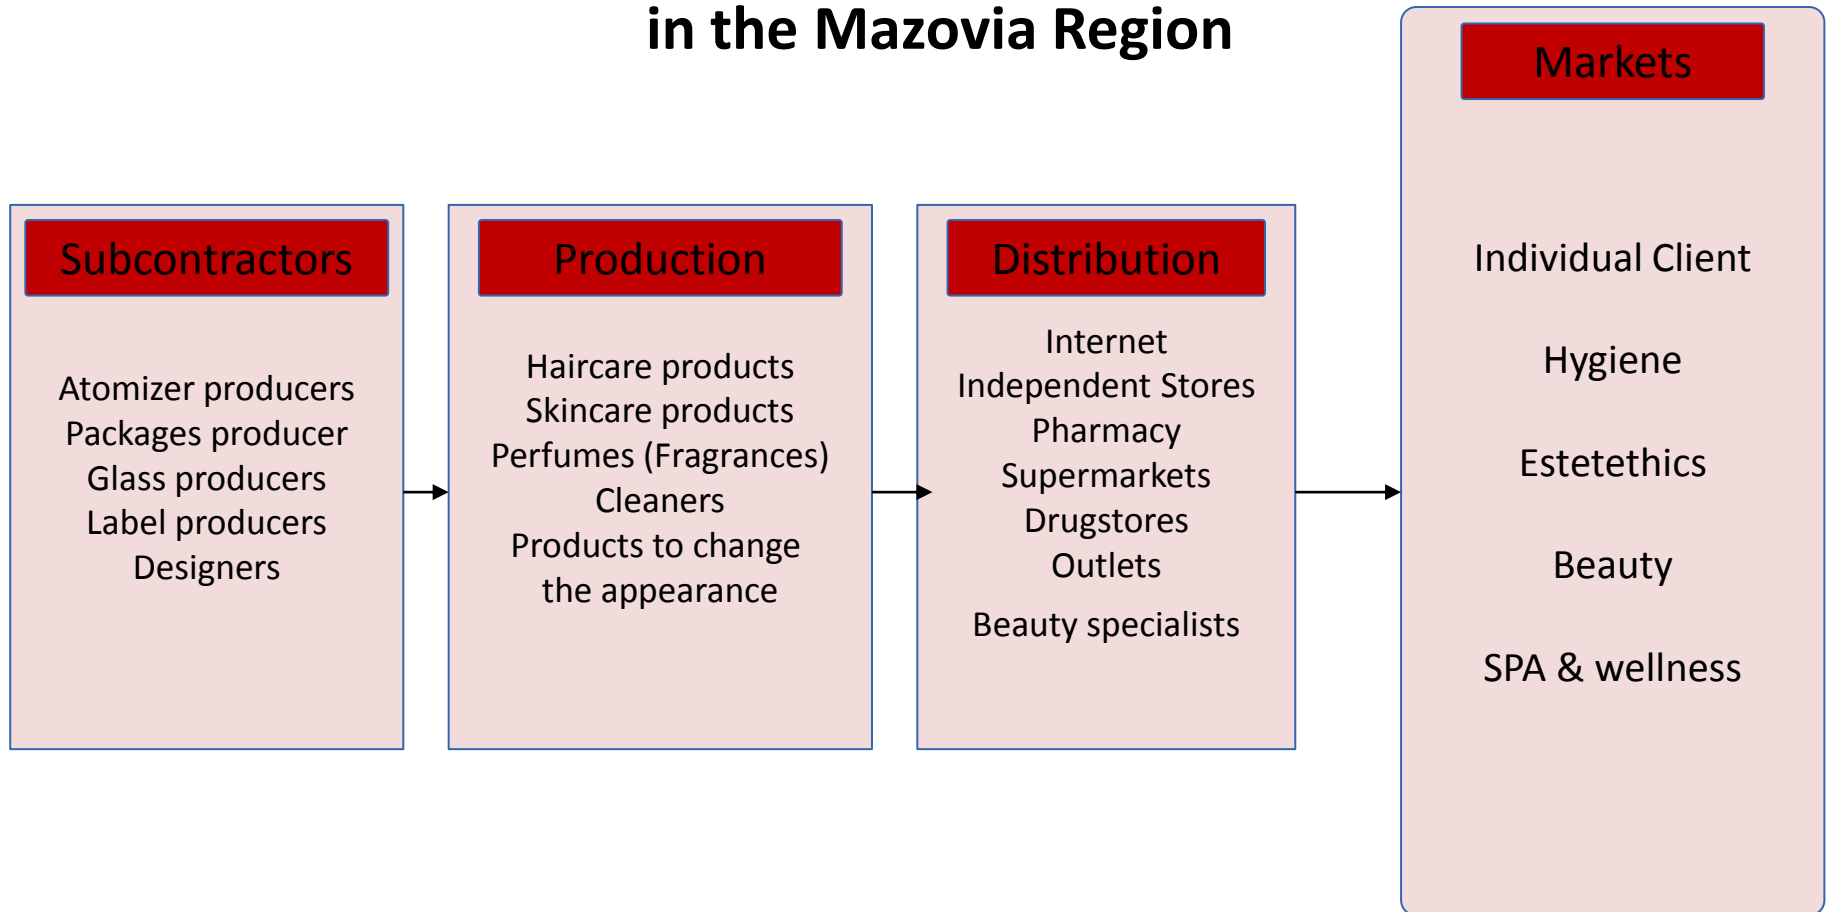 in the Mazovia Region
Markets
Subcontractors
Production
Distribution
Atomizer producers
Packages producer
Glass producers
Label producers
Designers
Haircare products
Skincare products
Perfumes (Fragrances)
Cleaners
Products to change
the appearance
Internet
Independent Stores
Pharmacy
Supermarkets
Drugstores
Outlets
Beauty specialists
Individual Client
Hygiene
Estetethics
Beauty
SPA & wellness